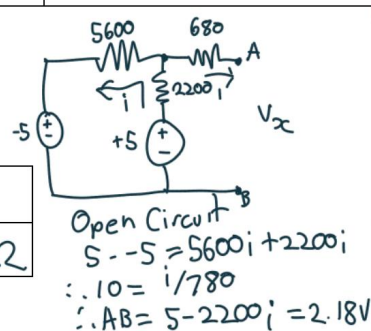 5600
680
A
i
2200
i
-5
+
-
+5
+
-
Vx
B
2
Open Circuit
5--5=5600i+2200i
∴10= i/780
∴AB= 5-2200i =2.18V